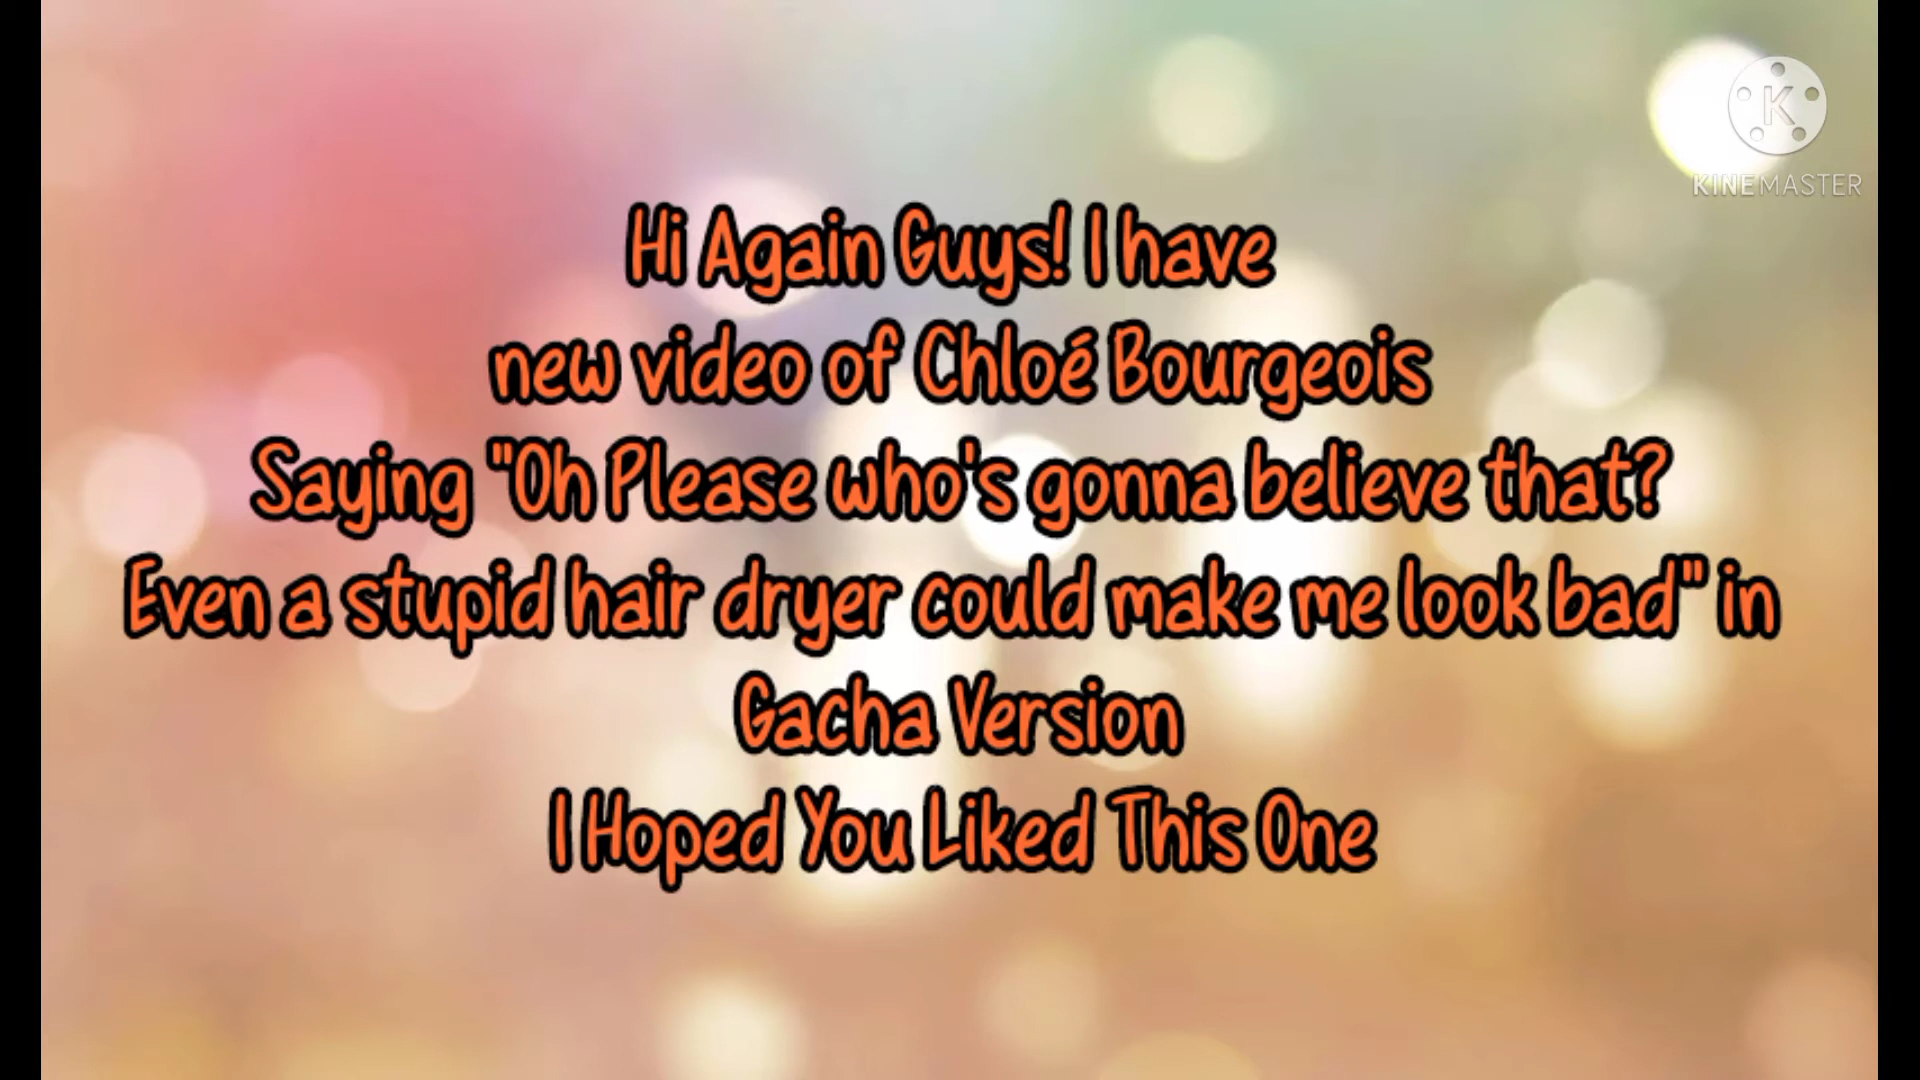 K
KINEMASTER
Hi Again Guys! I have
new video of Chloé Bourgeois
Saying "Oh Please who's gonna believe that?
Even a stupid hair dryer could make me look bad" in
Gacha Version
I Hoped You Liked This One